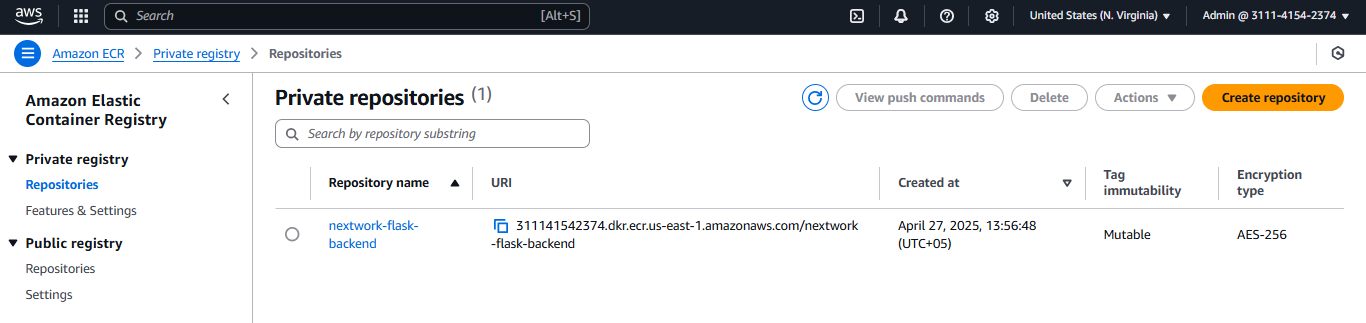 aws
Search [Alt+S] United States (N. Virginia) Admin @ 3111-4154-2374
Amazon ECR Private registry Repositories
Amazon Elastic
Container Registry
Private registry
Repositories
Features & Settings
Public registry
Repositories
Settings
Private repositories (1)
View push commands Delete Actions Create repository
Search by repository substring
Repository name URI Created at Tag
immutability Encryption
type
nextwork-flask-
backend
311141542374.dkr.ecr.us-east-1.amazonaws.com/nextwork
-flask-backend
April 27, 2025, 13:56:48
(UTC+05)
Mutable
AES-256